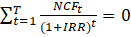 ∑_{t=1}^{T} NCF_t / (1+IRR)^t = 0